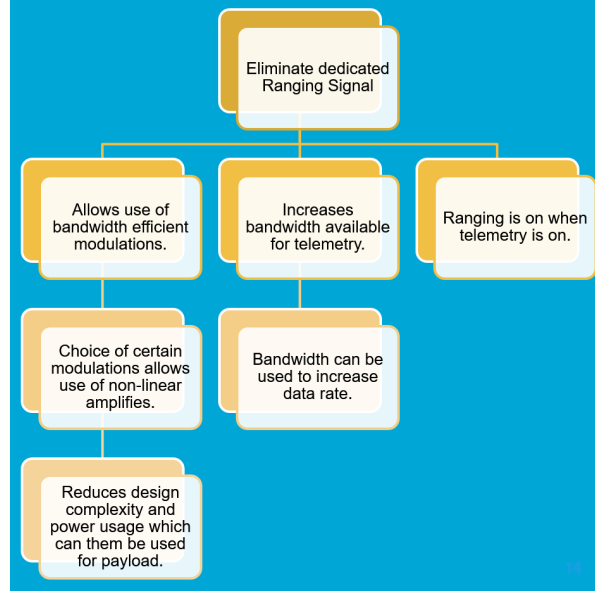 Eliminate dedicated
Ranging Signal
Allows use of
bandwidth efficient
modulations.
Increases
bandwidth available
for telemetry.
Ranging is on when
telemetry is on.
Choice of certain
modulations allows
use of non-linear
amplifies.
Bandwidth can be
used to increase
data rate.
Reduces design
complexity and
power usage which
can them be used
for payload.
14